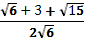 √6 + 3 + √15
2√6